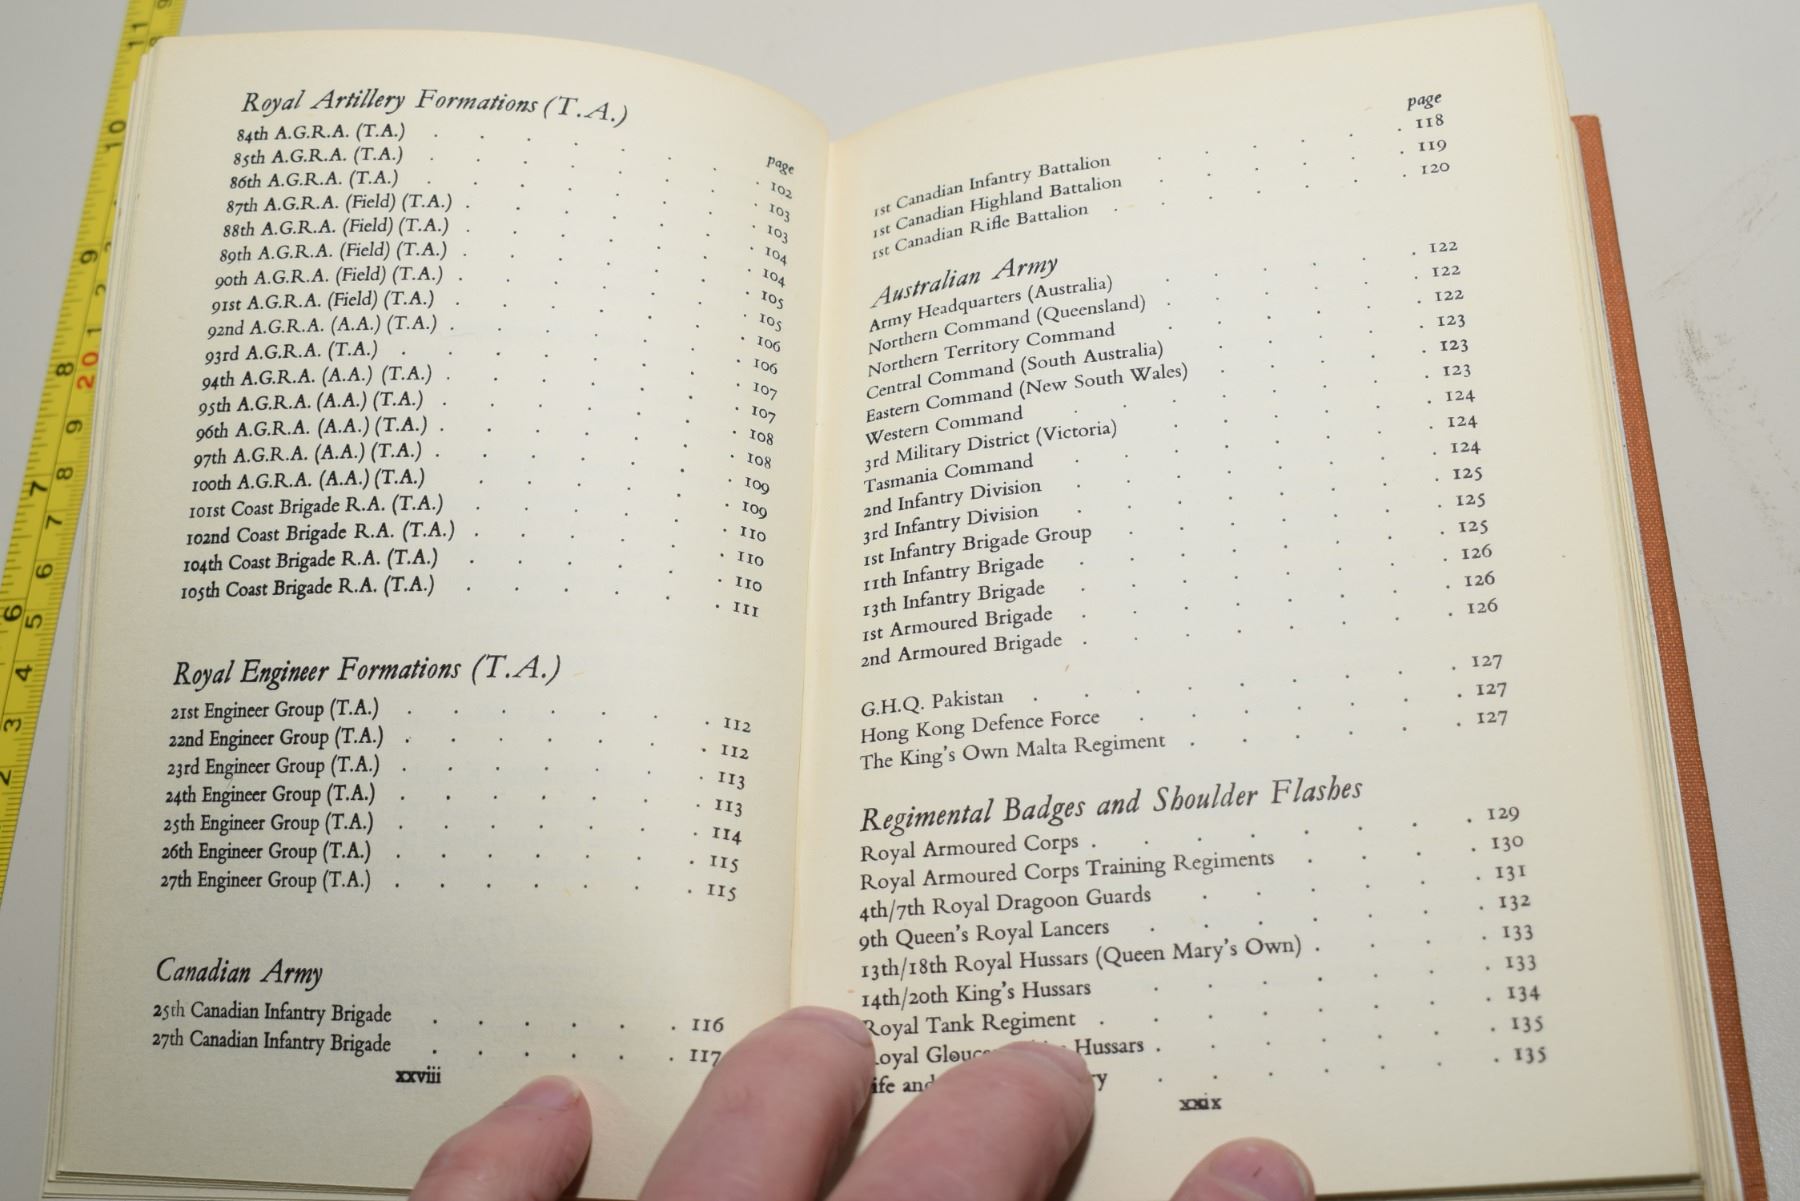 Royal Artillery Formations (T.A.)
page
84th A.G.R.A. (T.A.) . . . . . . . 102
85th A.G.R.A. (T.A.) . . . . . . . 103
86th A.G.R.A. (T.A.) . . . . . . . 103
87th A.G.R.A. (Field) (T.A.) . . . . . . . 104
88th A.G.R.A. (Field) (T.A.) . . . . . . . 104
89th A.G.R.A. (Field) (T.A.) . . . . . . . 105
90th A.G.R.A. (Field) (T.A.) . . . . . . . 105
91st A.G.R.A. (Field) (T.A.) . . . . . . . 106
92nd A.G.R.A. (A.A.) (T.A.) . . . . . . . 106
93rd A.G.R.A. (T.A.) . . . . . . . 107
94th A.G.R.A. (A.A.) (T.A.) . . . . . . . 107
95th A.G.R.A. (A.A.) (T.A.) . . . . . . . 108
96th A.G.R.A. (A.A.) (T.A.) . . . . . . . 108
97th A.G.R.A. (A.A.) (T.A.) . . . . . . . 109
100th A.G.R.A. (A.A.) (T.A.) . . . . . . 109
101st Coast Brigade R.A. (T.A.) . . . . . . 110
102nd Coast Brigade R.A. (T.A.) . . . . . . 110
104th Coast Brigade R.A. (T.A.) . . . . . . 110
105th Coast Brigade R.A. (T.A.) . . . . . . 111
Royal Engineer Formations (T.A.)
21st Engineer Group (T.A.) . . . . . . . 112
22nd Engineer Group (T.A.) . . . . . . . 112
23rd Engineer Group (T.A.) . . . . . . . 113
24th Engineer Group (T.A.) . . . . . . . 113
25th Engineer Group (T.A.) . . . . . . . 114
26th Engineer Group (T.A.) . . . . . . . 115
27th Engineer Group (T.A.) . . . . . . . 115
Canadian Army
25th Canadian Infantry Brigade . . . . . . 116
27th Canadian Infantry Brigade . . . . . . 117
xxviii
page
1st Canadian Infantry Battalion . . . . . . 118
1st Canadian Highland Battalion . . . . . . 119
1st Canadian Rifle Battalion . . . . . . 120
Australian Army
Army Headquarters (Australia) . . . . . . 122
Northern Command (Queensland) . . . . . . 122
Northern Territory Command . . . . . . 122
Central Command (South Australia) . . . . . 123
Eastern Command (New South Wales) . . . . . 123
Western Command . . . . . . . 123
3rd Military District (Victoria) . . . . . . 124
Tasmania Command . . . . . . . 124
2nd Infantry Division . . . . . . . 124
3rd Infantry Division . . . . . . . 125
1st Infantry Brigade Group . . . . . . 125
11th Infantry Brigade . . . . . . . 125
13th Infantry Brigade . . . . . . . 126
1st Armoured Brigade . . . . . . . 126
2nd Armoured Brigade . . . . . . . 126
G.H.Q. Pakistan . . . . . . . . 127
Hong Kong Defence Force . . . . . . 127
The King's Own Malta Regiment . . . . . . 127
Regimental Badges and Shoulder Flashes
Royal Armoured Corps . . . . . . . 129
Royal Armoured Corps Training Regiments . . . . 130
4th/7th Royal Dragoon Guards . . . . . . 131
9th Queen's Royal Lancers . . . . . . 132
13th/18th Royal Hussars (Queen Mary's Own) . . . . 133
14th/20th King's Hussars . . . . . . 133
Royal Tank Regiment . . . . . . . 134
Royal Hussars . . . . . . 135
and . . . . . . 135
xxix